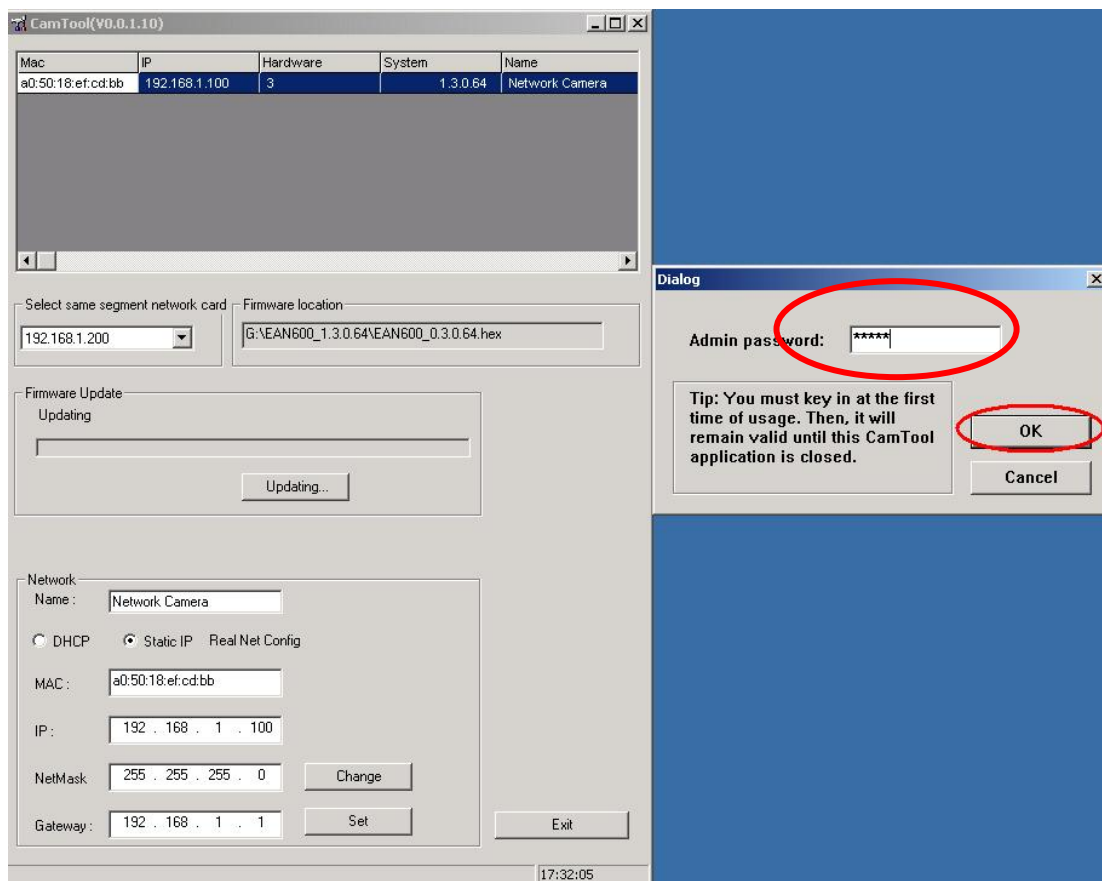 CamTool(V0.0.1.10)
Mac IP Hardware System Name
a0:50:18:ef:cd:bb 192.168.1.100 3 1.3.0.64 Network Camera
Select same segment network card
192.168.1.200
Firmware location
G:\EAN600_1.3.0.64\EAN600_0.3.0.64.hex
Firmware Update
Updating
Updating...
Network
Name : Network Camera
DHCP Static IP Real Net Config
MAC : a0:50:18:ef:cd:bb
IP : 192 . 168 . 1 . 100
NetMask 255 . 255 . 255 . 0 Change
Gateway : 192 . 168 . 1 . 1 Set
Exit
17:32:05
Dialog
Admin password: *****
Tip: You must key in at the first
time of usage. Then, it will
remain valid until this CamTool
application is closed.
OK
Cancel